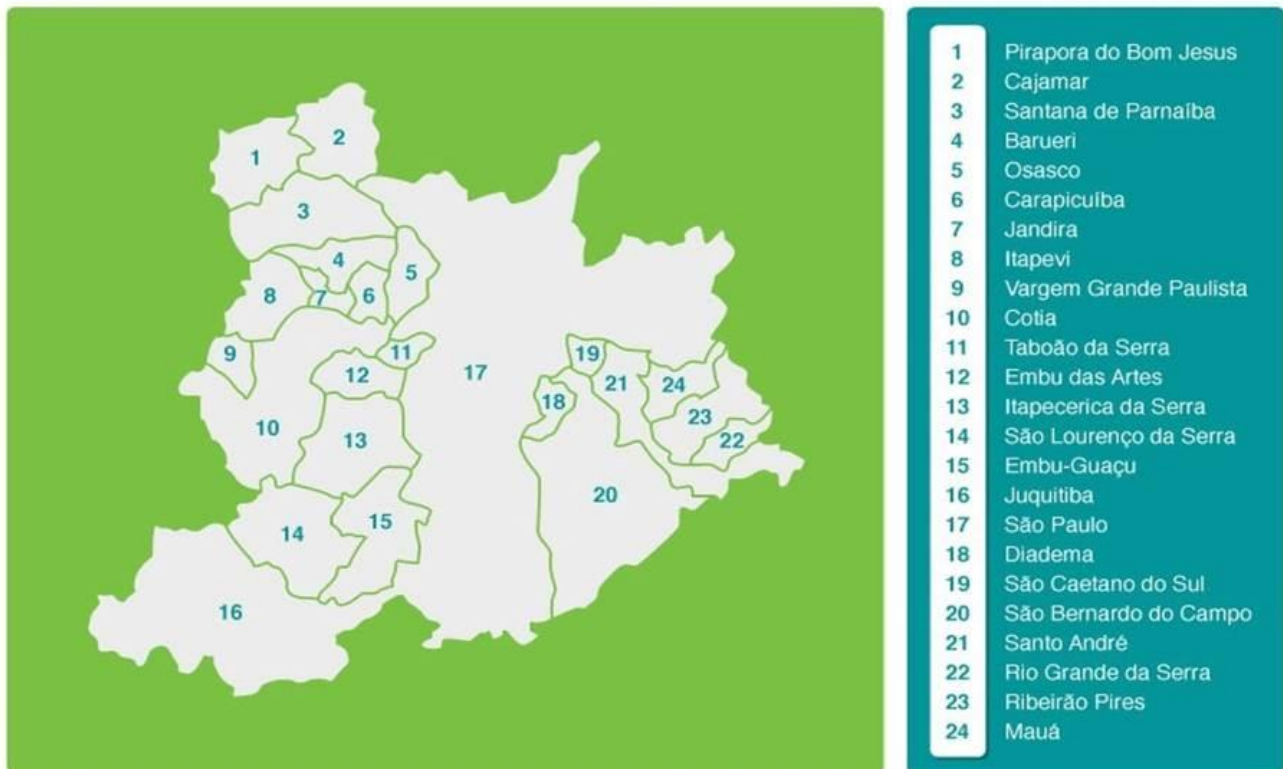 2
1
3
4
5
8
7
6
9
11
19
12
17
21
24
18
10
13
23
22
20
15
14
16
1 Pirapora do Bom Jesus
2 Cajamar
3 Santana de Parnaíba
4 Barueri
5 Osasco
6 Carapicuíba
7 Jandira
8 Itapevi
9 Vargem Grande Paulista
10 Cotia
11 Taboão da Serra
12 Embu das Artes
13 Itapecerica da Serra
14 São Lourenço da Serra
15 Embu-Guaçu
16 Juquitiba
17 São Paulo
18 Diadema
19 São Caetano do Sul
20 São Bernardo do Campo
21 Santo André
22 Rio Grande da Serra
23 Ribeirão Pires
24 Mauá